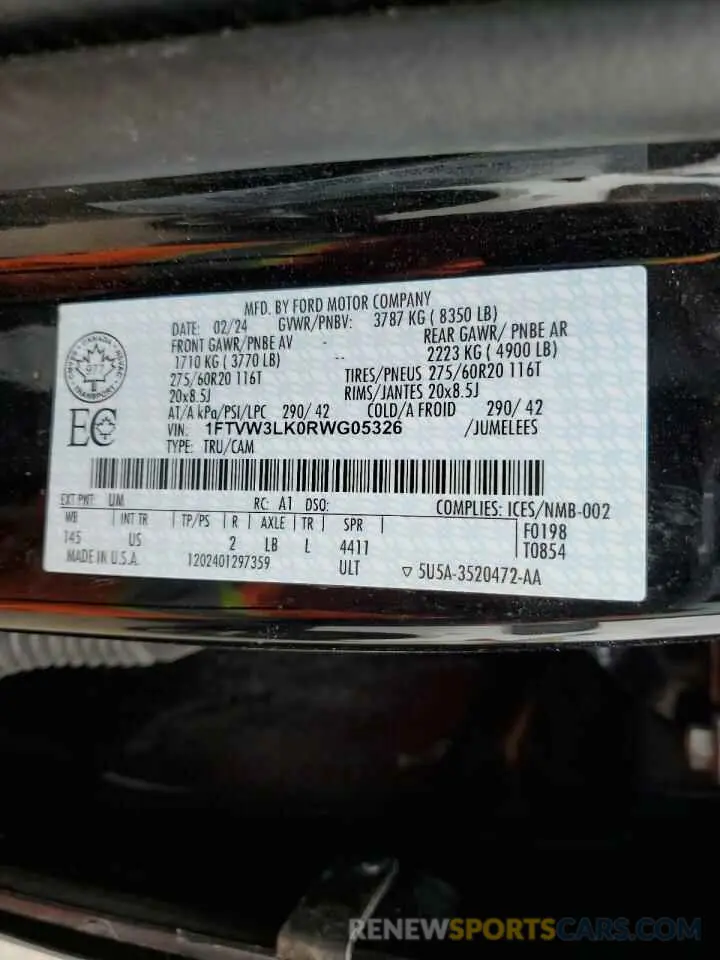 MFD. BY FORD MOTOR COMPANY
DATE: 02/24 GVWR/PNBV: 3787 KG ( 8350 LB)
FRONT GAWR/PNBE AV - REAR GAWR/ PNBE AR
1710 KG ( 3770 LB) -- 2223 KG ( 4900 LB)
275/60R20 116T TIRES/PNEUS 275/60R20 116T
20x8.5J RIMS/JANTES 20x8.5J
AT/A kPa/PSI/LPC 290/ 42 COLD/A FROID 290/ 42
VIN: 1FTVW3LK0RWG05326 /JUMELEES
TYPE: TRU/CAM
CANADA
977
TRANSPORT
EC
EXT PNT: UM RC: A1 DSO: COMPLIES: ICES/NMB-002
WB | INT TR | TP/PS | R | AXLE | TR | SPR F0198
145 US 2 LB L 4411 T0854
MADE IN U.S.A. 1202401297359 ULT ▽ 5U5A-3520472-AA
RENEWSPORTSCARS.COM